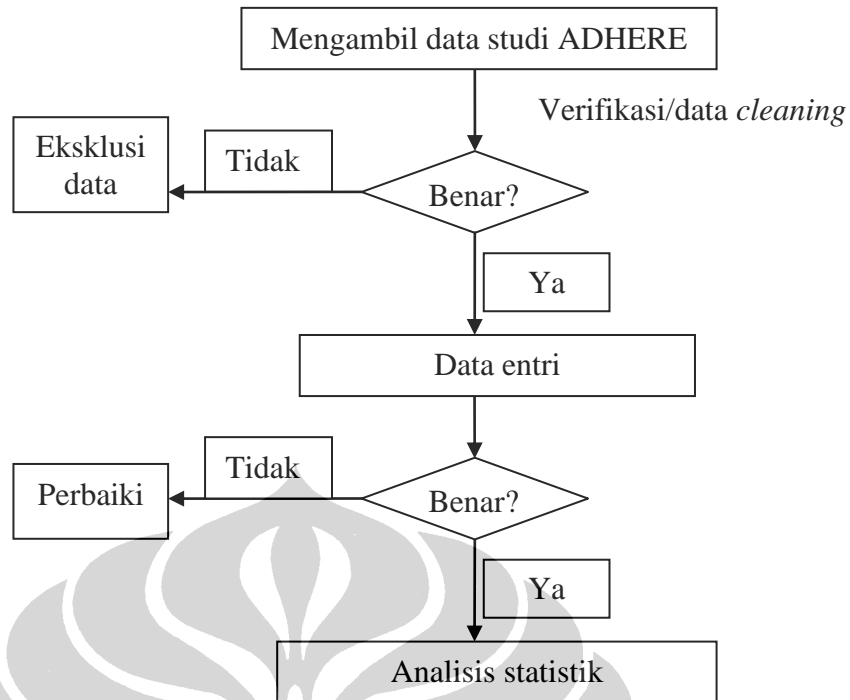 Mengambil data studi ADHERE
Verifikasi/data cleaning
Eksklusi
data
Tidak
Benar?
Ya
Data entri
Perbaiki
Tidak
Benar?
Ya
Analisis statistik